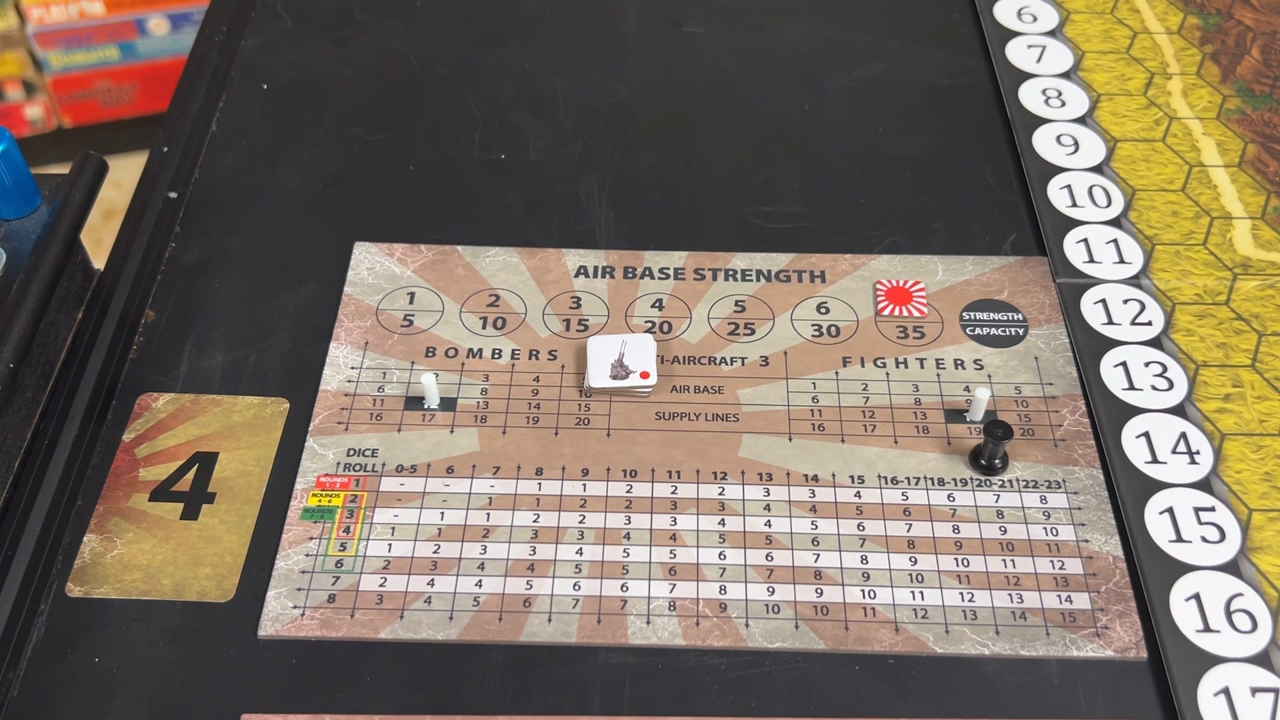 6
7
8
9
10
11
12
13
14
15
16
17
4
AIR BASE STRENGTH
1 2 3 4 5 6
5 10 15 20 25 30 35
STRENGTH
CAPACITY
BOMBERS
TI-AIRCRAFT 3
FIGHTERS
AIR BASE
SUPPLY LINES
1 3 4
6 8 9 10
11 13 14 15
16 17 18 19 20
1 2 3 4 5
6 7 8 9 10
11 12 13 15
16 17 18 19 20
DICE
ROLL 0-5 6 7 8 9 10 11 12 13 14 15 16-17 18-19 20-21 22-23
ROUNDS
1-3
ROUNDS
4-6
ROUNDS
1 - - - 1 1 2 2 2 3 3 4 5 6 7 8
2 - - 1 1 2 2 3 3 4 4 5 6 7 8 9
3 - 1 1 2 2 3 3 4 4 5 6 7 8 9 10
4 1 1 2 3 3 4 4 5 5 6 7 8 9 10 11
5 1 2 3 3 4 5 5 6 6 7 8 9 10 11 12
6 2 3 4 4 5 5 6 7 7 8 9 10 11 12 13
7 2 4 4 5 6 6 7 8 9 9 10 11 12 13 14
8 3 4 5 6 7 7 8 9 10 10 11 12 13 14 15